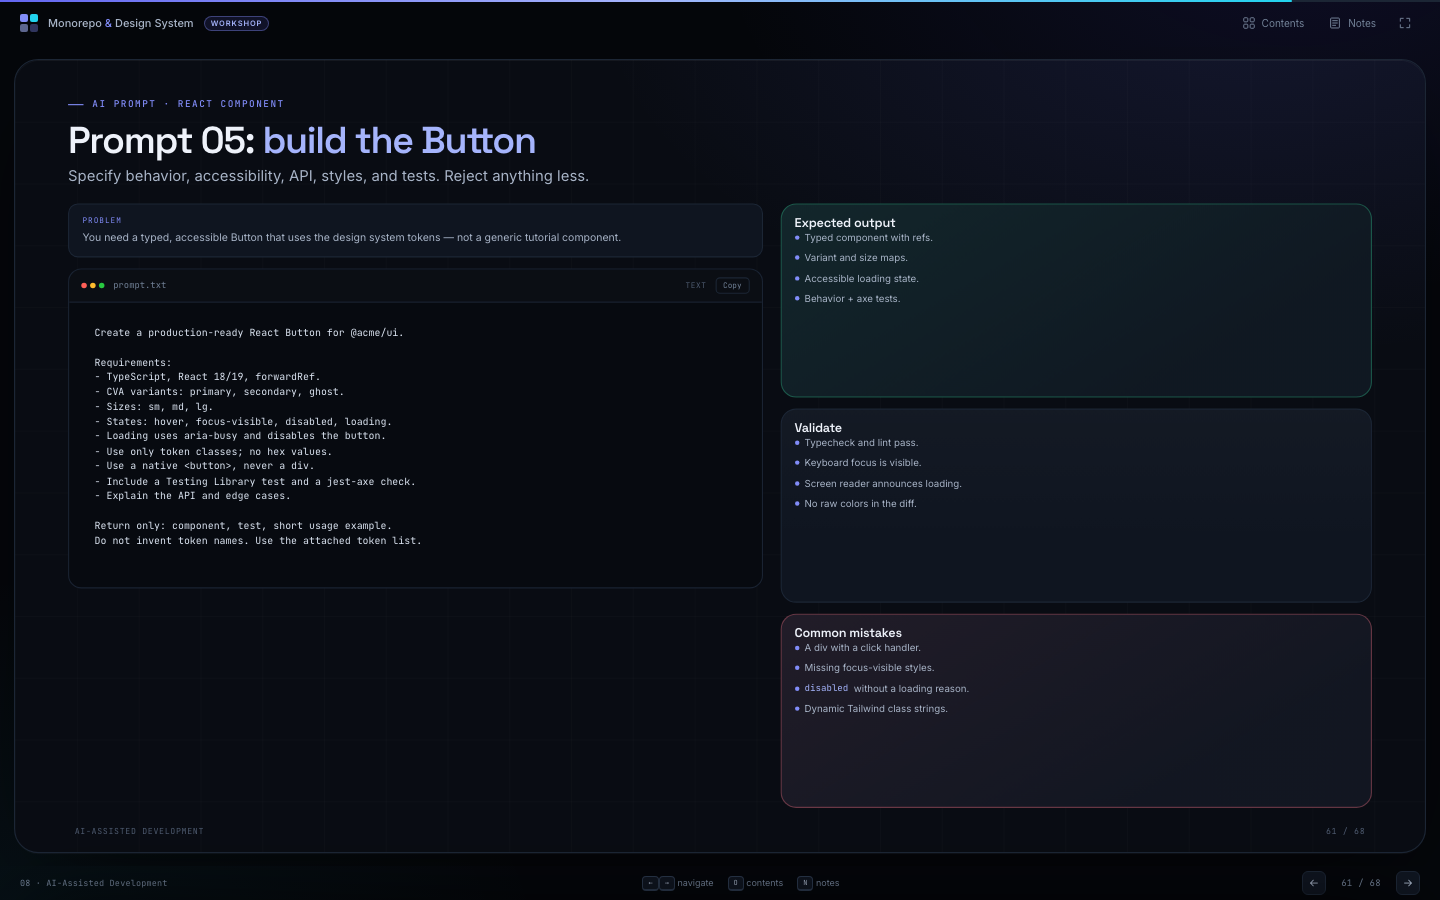 Monorepo & Design System
WORKSHOP
Contents
Notes
AI PROMPT · REACT COMPONENT
Prompt 05: build the Button
Specify behavior, accessibility, API, styles, and tests. Reject anything less.
PROBLEM
You need a typed, accessible Button that uses the design system tokens — not a generic tutorial component.
prompt.txt
TEXT
Copy
Create a production-ready React Button for @acme/ui.
Requirements:
- TypeScript, React 18/19, forwardRef.
- CVA variants: primary, secondary, ghost.
- Sizes: sm, md, lg.
- States: hover, focus-visible, disabled, loading.
- Loading uses aria-busy and disables the button.
- Use only token classes; no hex values.
- Use a native <button>, never a div.
- Include a Testing Library test and a jest-axe check.
- Explain the API and edge cases.
Return only: component, test, short usage example.
Do not invent token names. Use the attached token list.
Expected output
Typed component with refs.
Variant and size maps.
Accessible loading state.
Behavior + axe tests.
Validate
Typecheck and lint pass.
Keyboard focus is visible.
Screen reader announces loading.
No raw colors in the diff.
Common mistakes
A div with a click handler.
Missing focus-visible styles.
disabled without a loading reason.
Dynamic Tailwind class strings.
AI-ASSISTED DEVELOPMENT
61 / 68
08 · AI-Assisted Development
← → navigate
O contents
N notes
← 61 / 68 →